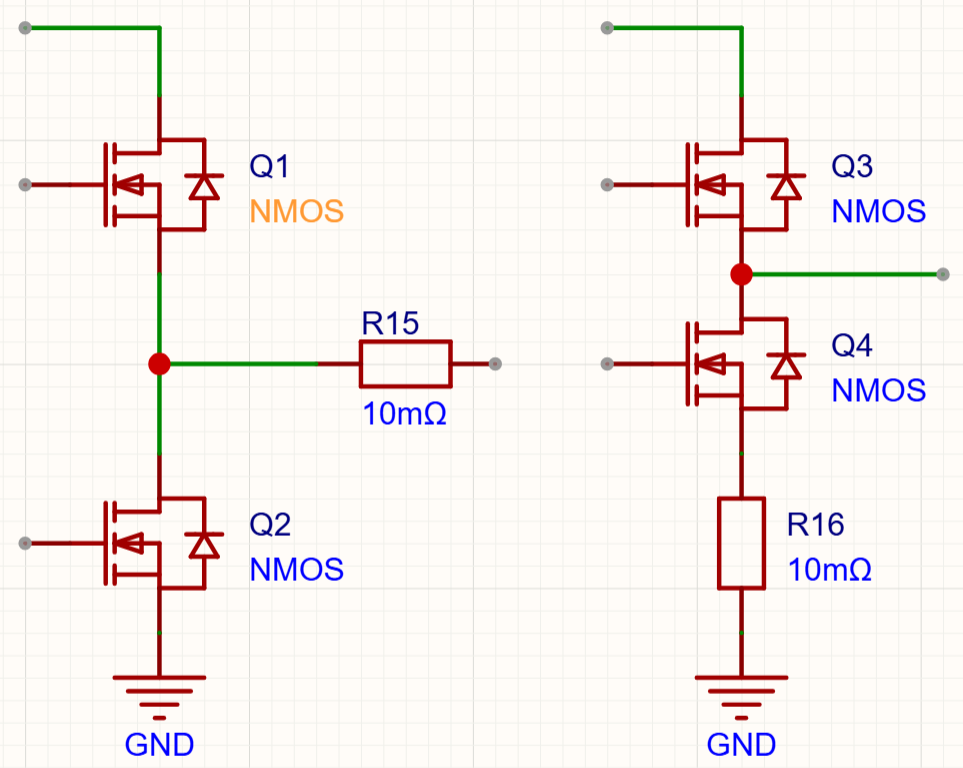 Q1
NMOS
R15
10mΩ
Q2
NMOS
GND
Q3
NMOS
Q4
NMOS
R16
10mΩ
GND